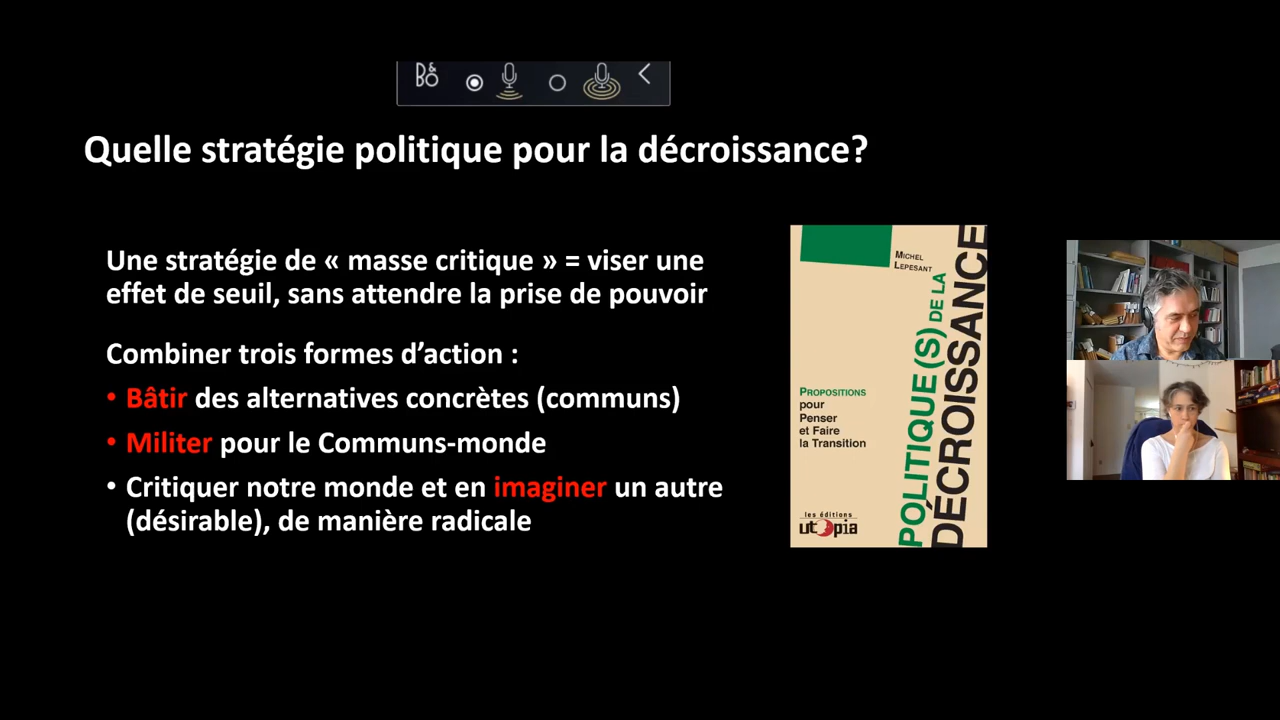 B&O
Quelle stratégie politique pour la décroissance?
Une stratégie de « masse critique » = viser une
effet de seuil, sans attendre la prise de pouvoir
Combiner trois formes d’action :
• Bâtir des alternatives concrètes (communs)
• Militer pour le Communs-monde
• Critiquer notre monde et en imaginer un autre
(désirable), de manière radicale
MICHEL
LEPESANT
POLITIQUE(S) DE LA
DÉCROISSANCE
PROPOSITIONS
pour
Penser
et Faire
la Transition
les éditions
utopia